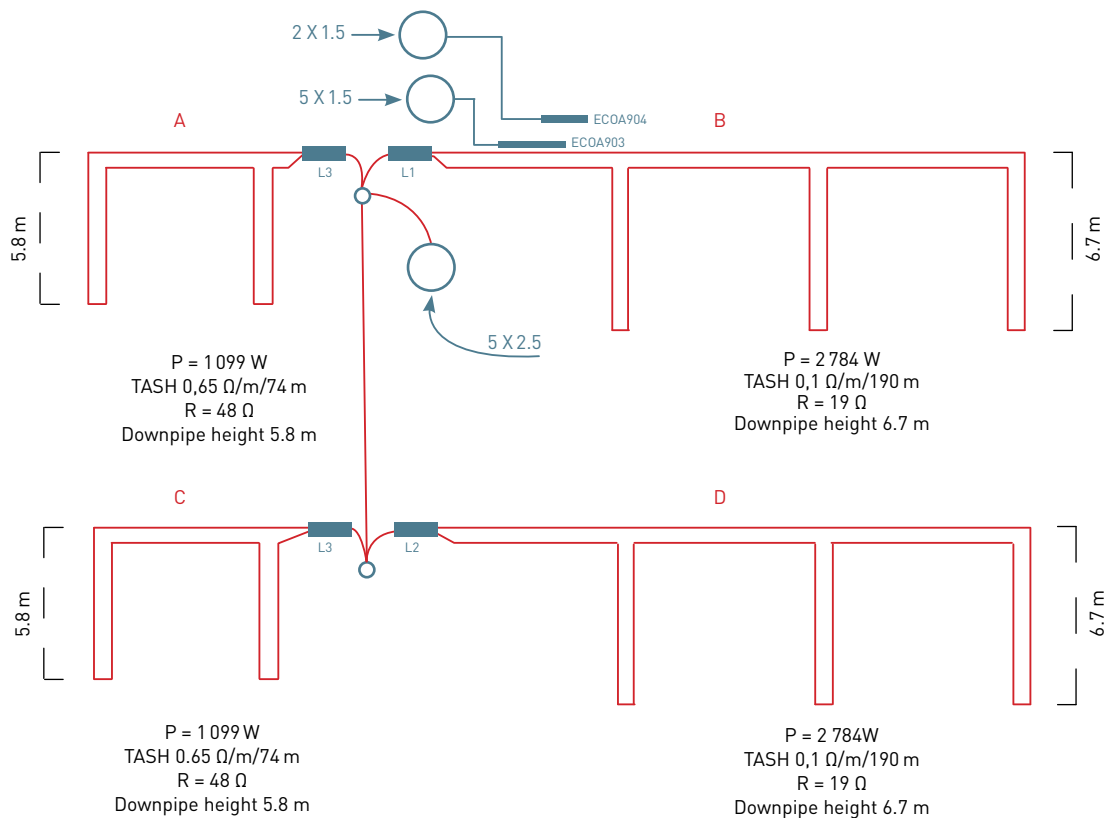 2 X 1.5
5 X 1.5
ECOA904
ECOA903
A
B
L3
L1
5.8 m
6.7 m
5 X 2.5
P = 1 099 W
TASH 0,65 Ω/m/74 m
R = 48 Ω
Downpipe height 5.8 m
P = 2 784 W
TASH 0,1 Ω/m/190 m
R = 19 Ω
Downpipe height 6.7 m
C
D
L3
L2
5.8 m
6.7 m
P = 1 099 W
TASH 0.65 Ω/m/74 m
R = 48 Ω
Downpipe height 5.8 m
P = 2 784W
TASH 0,1 Ω/m/190 m
R = 19 Ω
Downpipe height 6.7 m